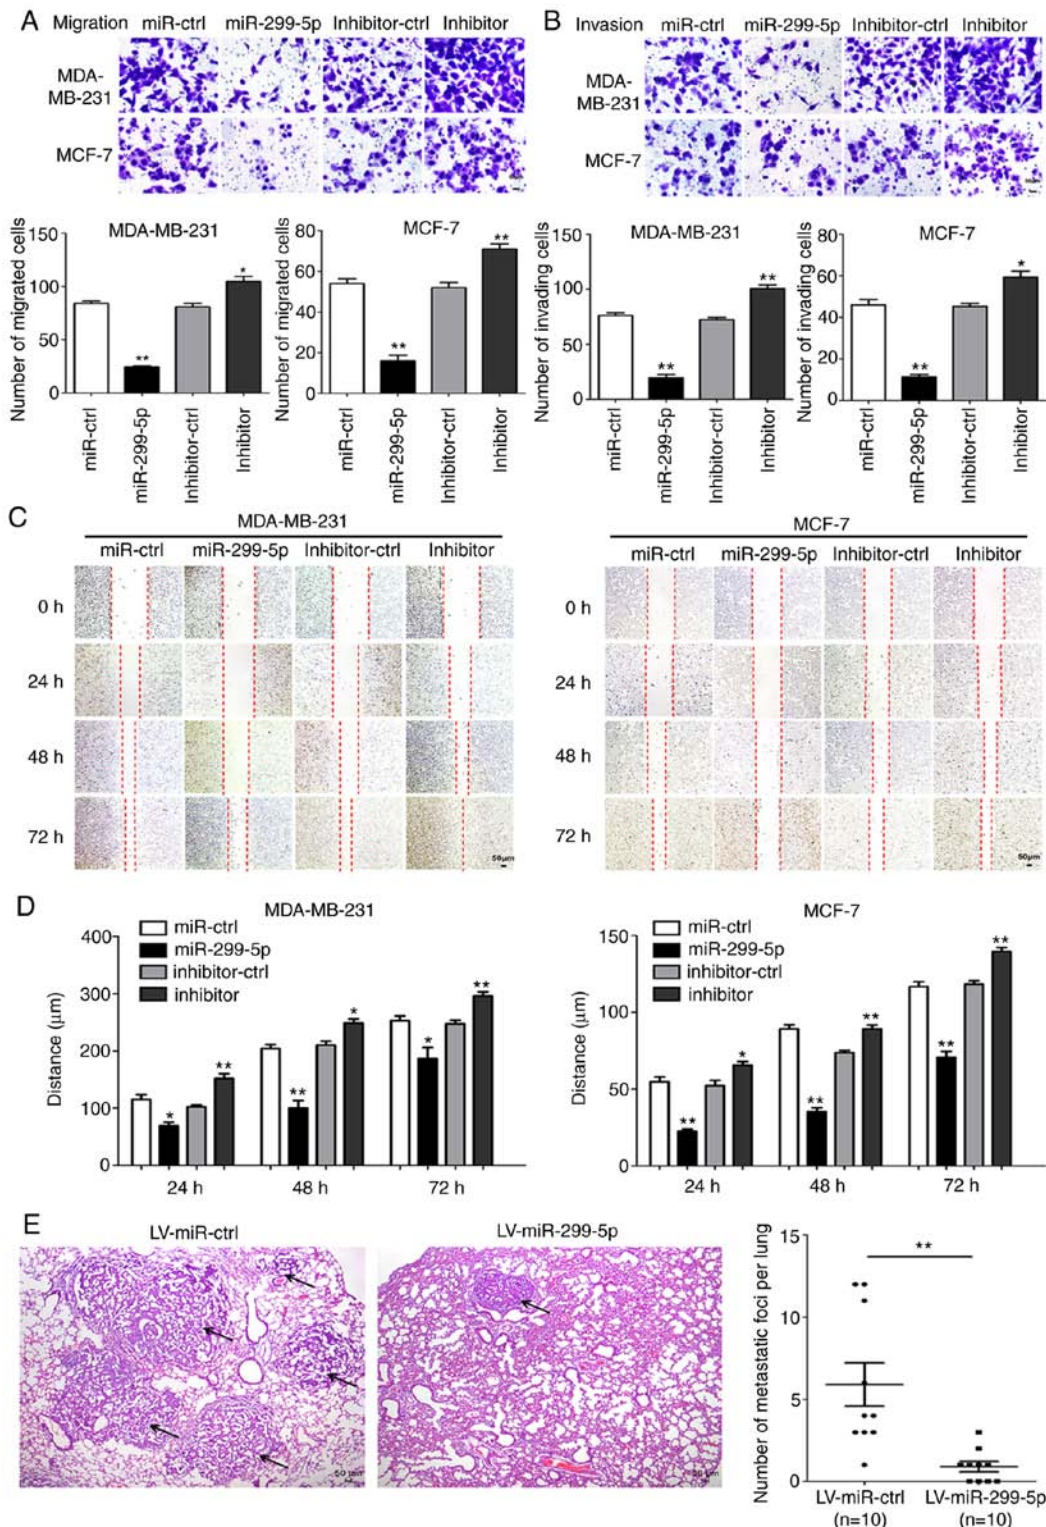 A Migration miR-ctrl miR-299-5p Inhibitor-ctrl Inhibitor
MDA-
MB-231
MCF-7
B Invasion miR-ctrl miR-299-5p Inhibitor-ctrl Inhibitor
MDA-
MB-231
MCF-7
MDA-MB-231
Number of migrated cells
150
100
50
0
**
*
miR-ctrl
miR-299-5p
Inhibitor-ctrl
Inhibitor
MCF-7
Number of migrated cells
80
60
40
20
0
**
**
miR-ctrl
miR-299-5p
Inhibitor-ctrl
Inhibitor
MDA-MB-231
Number of invading cells
150
100
50
0
**
**
miR-ctrl
miR-299-5p
Inhibitor-ctrl
Inhibitor
MCF-7
Number of invading cells
80
60
40
20
0
**
*
miR-ctrl
miR-299-5p
Inhibitor-ctrl
Inhibitor
C
MDA-MB-231
miR-ctrl miR-299-5p Inhibitor-ctrl Inhibitor
0 h
24 h
48 h
72 h
50μm
MCF-7
miR-ctrl miR-299-5p Inhibitor-ctrl Inhibitor
0 h
24 h
48 h
72 h
50μm
D
MDA-MB-231
miR-ctrl
miR-299-5p
inhibitor-ctrl
inhibitor
Distance (μm)
400
300
200
100
0
* **
** *
* **
24 h 48 h 72 h
MCF-7
miR-ctrl
miR-299-5p
inhibitor-ctrl
inhibitor
Distance (μm)
150
100
50
0
** *
** **
** **
24 h 48 h 72 h
E
LV-miR-ctrl LV-miR-299-5p
Number of metastatic foci per lung
15
10
5
0
**
LV-miR-ctrl LV-miR-299-5p
(n=10) (n=10)